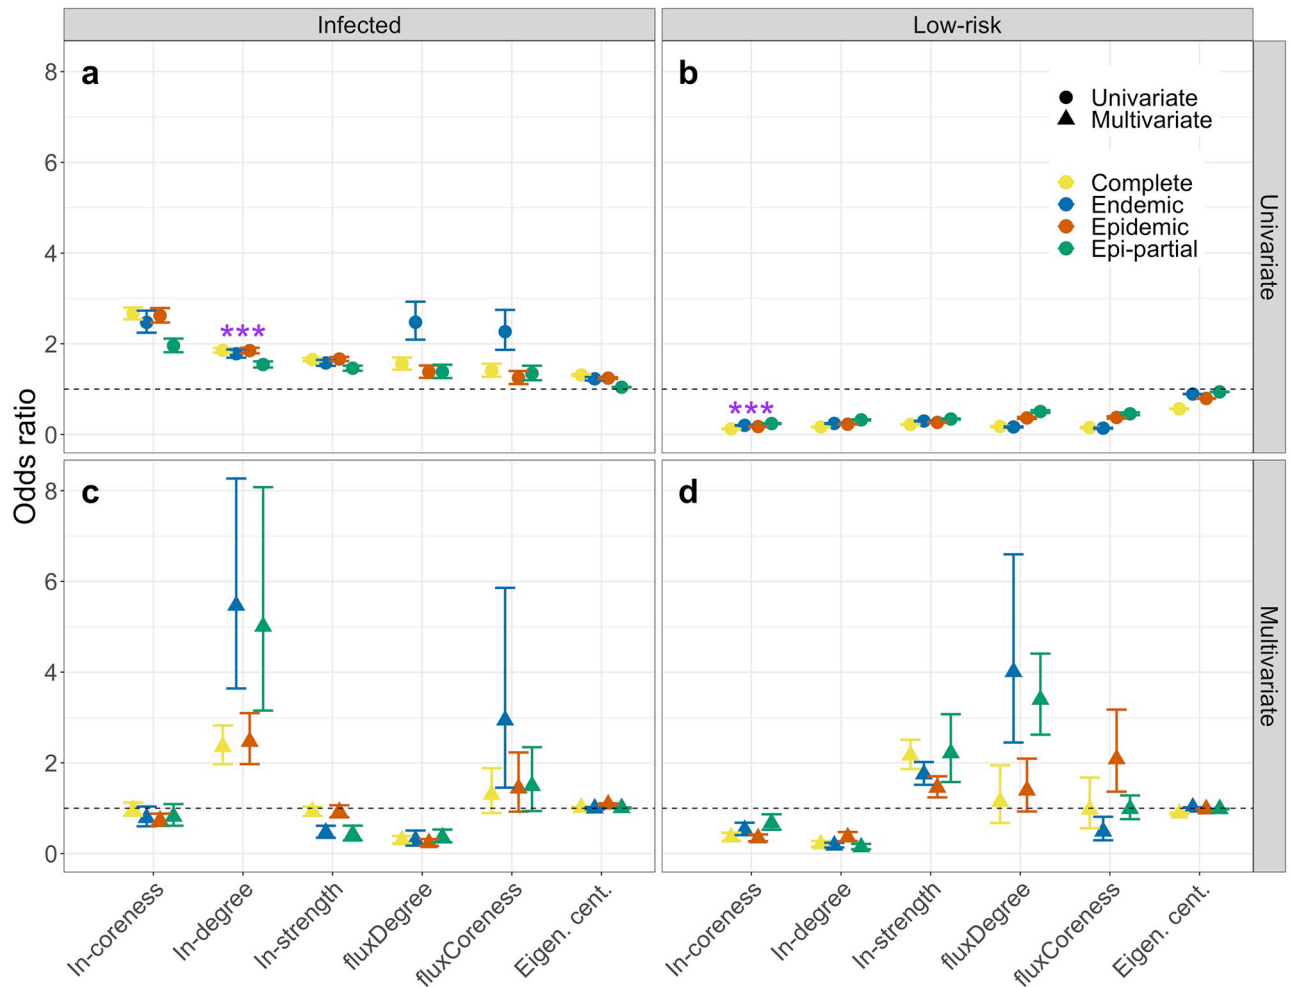 Infected
Low-risk
a
b
8
6
4
2
0
***
***
Univariate
Multivariate
Complete
Endemic
Epidemic
Epi-partial
Univariate
Odds ratio
c
d
8
6
4
2
0
Multivariate
In-coreness
In-degree
In-strength
fluxDegree
fluxCoreness
Eigen. cent.
In-coreness
In-degree
In-strength
fluxDegree
fluxCoreness
Eigen. cent.